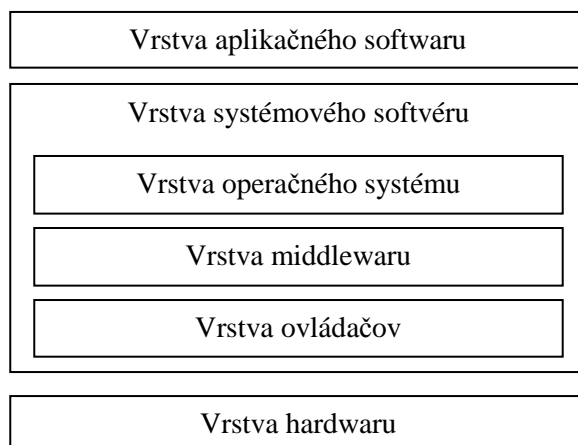 Vrstva aplikačného softwaru
Vrstva systémového softvéru
Vrstva operačného systému
Vrstva middlewaru
Vrstva ovládačov
Vrstva hardwaru